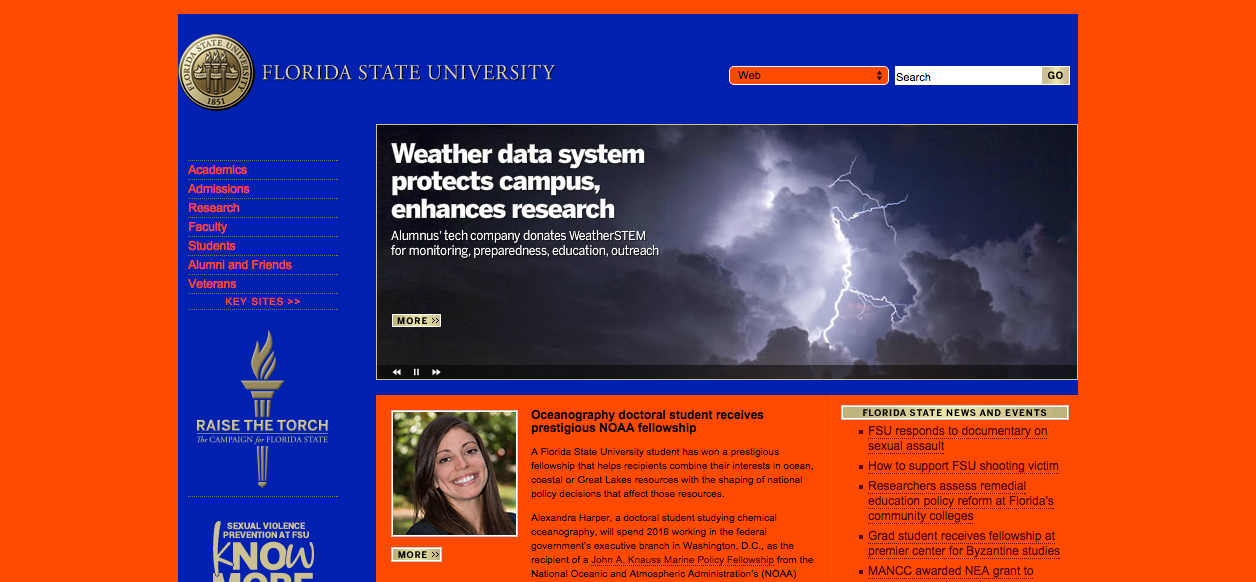 FLORIDA STATE UNIVERSITY
1851
FLORIDA STATE UNIVERSITY
Web
Search
GO
Academics
Admissions
Research
Faculty
Students
Alumni and Friends
Veterans
KEY SITES >>
RAISE THE TORCH
The CAMPAIGN for FLORIDA STATE
SEXUAL VIOLENCE
PREVENTION AT FSU
kNOW
MORE
Weather data system
protects campus,
enhances research
Alumnus' tech company donates WeatherSTEM
for monitoring, preparedness, education, outreach
MORE >>
MORE >>
Oceanography doctoral student receives
prestigious NOAA fellowship
A Florida State University student has won a prestigious
fellowship that helps recipients combine their interests in ocean,
coastal or Great Lakes resources with the shaping of national
policy decisions that affect those resources.
Alexandra Harper, a doctoral student studying chemical
oceanography, will spend 2016 working in the federal
government's executive branch in Washington, D.C., as the
recipient of a John A. Knauss Marine Policy Fellowship from the
National Oceanic and Atmospheric Administration's (NOAA)
FLORIDA STATE NEWS AND EVENTS
FSU responds to documentary on
sexual assault
How to support FSU shooting victim
Researchers assess remedial
education policy reform at Florida's
community colleges
Grad student receives fellowship at
premier center for Byzantine studies
MANCC awarded NEA grant to